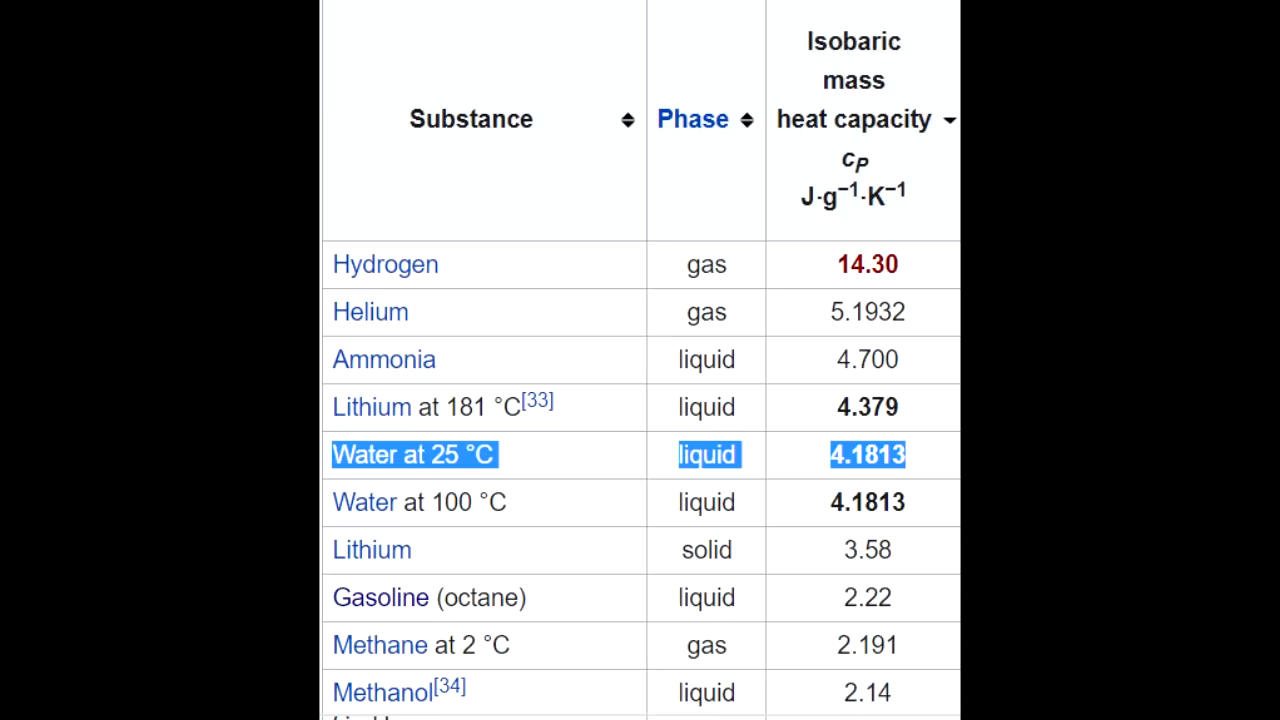 Isobaric
mass
Substance Phase heat capacity
cP
J·g−1·K−1
Hydrogen gas 14.30
Helium gas 5.1932
Ammonia liquid 4.700
Lithium at 181 °C[33] liquid 4.379
Water at 25 °C liquid 4.1813
Water at 100 °C liquid 4.1813
Lithium solid 3.58
Gasoline (octane) liquid 2.22
Methane at 2 °C gas 2.191
Methanol[34] liquid 2.14